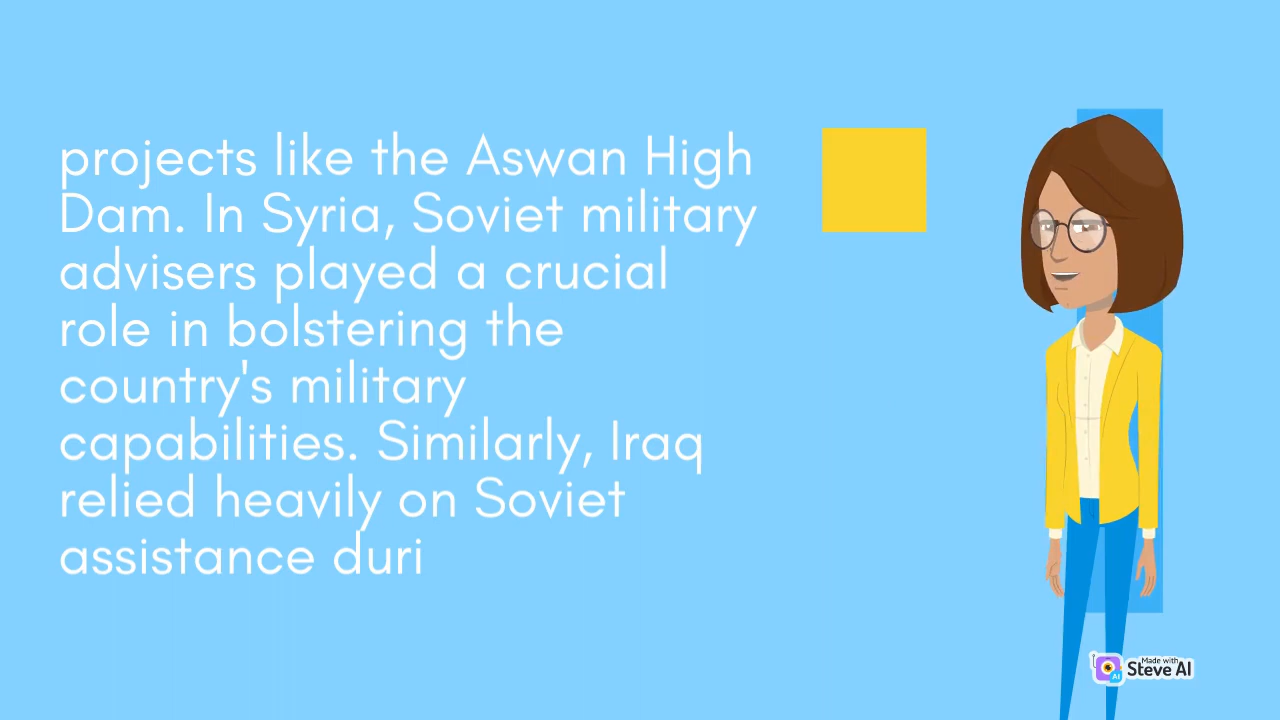 projects like the Aswan High
Dam. In Syria, Soviet military
advisers played a crucial
role in bolstering the
country's military
capabilities. Similarly, Iraq
relied heavily on Soviet
assistance duri
Made with
Steve AI
AI